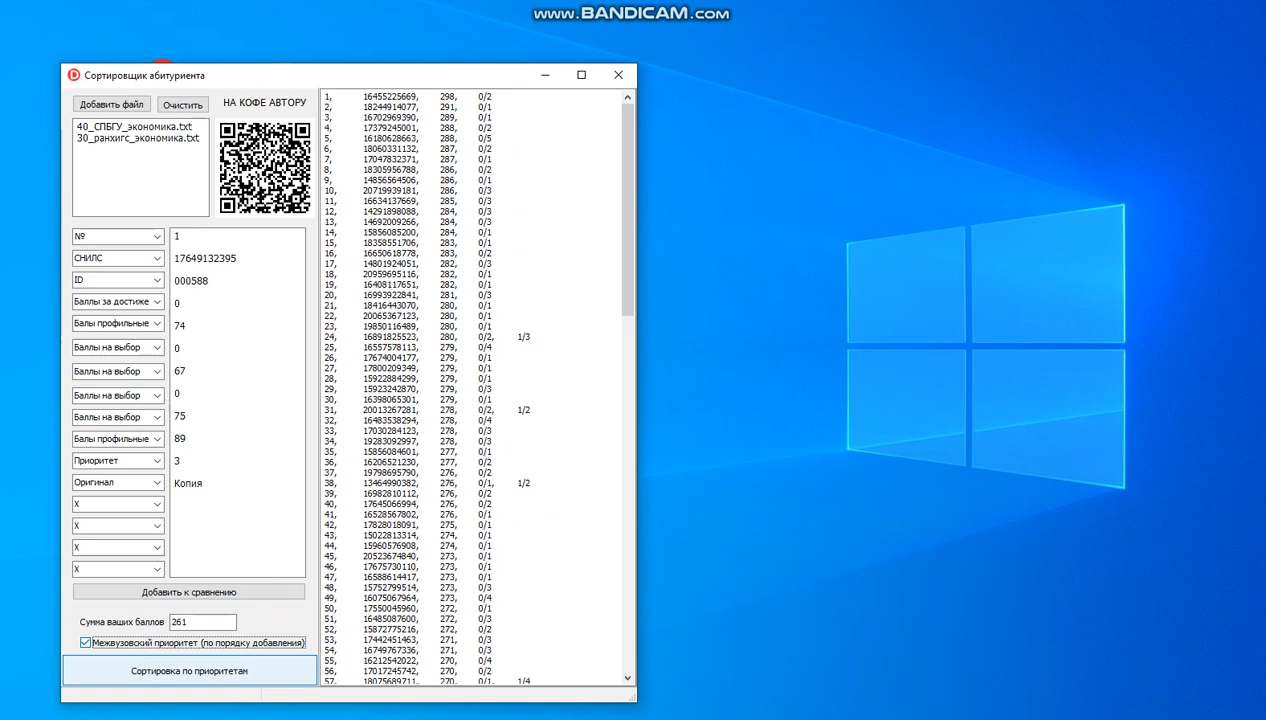 www.BANDICAM.com
Сортировщик абитуриента
Добавить файл
Очистить
НА КОФЕ АВТОРУ
40_СПБГУ_экономика.txt
30_ранхигс_экономика.txt
№ 1
СНИЛС 17649132395
ID 000588
Баллы за достиже 0
Балы профильные 74
Баллы на выбор 0
Баллы на выбор 67
Баллы на выбор 0
Баллы на выбор 75
Балы профильные 89
Приоритет 3
Оригинал Копия
X
X
X
X
Добавить к сравнению
Сумма ваших баллов 261
Межвузовский приоритет (по порядку добавления)
Сортировка по приоритетам
1, 16455225669, 298, 0/2
2, 18244914077, 291, 0/1
3, 16702969390, 289, 0/1
4, 17379245001, 288, 0/2
5, 16180628663, 288, 0/5
6, 18060331132, 287, 0/2
7, 17047832371, 287, 0/1
8, 18305956788, 286, 0/2
9, 14856564506, 286, 0/1
10, 20719939181, 286, 0/3
11, 16634137669, 285, 0/3
12, 14291898088, 284, 0/3
13, 14692009266, 284, 0/3
14, 15856085200, 284, 0/1
15, 18358551706, 283, 0/1
16, 16650618778, 283, 0/2
17, 14801924051, 282, 0/3
18, 20959695116, 282, 0/1
19, 16408117651, 282, 0/1
20, 16993922841, 281, 0/3
21, 18416443070, 280, 0/1
22, 20065367123, 280, 0/1
23, 19850116489, 280, 0/1
24, 16891825523, 280, 0/2, 1/3
25, 16557578113, 279, 0/4
26, 17674004177, 279, 0/1
27, 17800209349, 279, 0/1
28, 15922884299, 279, 0/1
29, 15923242870, 279, 0/3
30, 16398065301, 279, 0/1
31, 20013267281, 278, 0/2, 1/2
32, 16483538294, 278, 0/4
33, 17030284123, 278, 0/3
34, 19283092997, 278, 0/3
35, 15856084601, 277, 0/1
36, 16206521230, 277, 0/2
37, 19798695790, 276, 0/2
38, 13464990382, 276, 0/1, 1/2
39, 16982810112, 276, 0/2
40, 17645066994, 276, 0/2
41, 16528567802, 276, 0/1
42, 17828018091, 275, 0/1
43, 15022813314, 274, 0/1
44, 15960576908, 274, 0/1
45, 20523674840, 273, 0/1
46, 17675730110, 273, 0/1
47, 16588614417, 273, 0/1
48, 15752799514, 273, 0/3
49, 16075067964, 273, 0/4
50, 17550045960, 272, 0/1
51, 16485087600, 272, 0/3
52, 15872775216, 272, 0/2
53, 17442451463, 271, 0/3
54, 16749767336, 271, 0/3
55, 16212542022, 270, 0/4
56, 17017245742, 270, 0/2
57, 18075689711, 270, 0/1, 1/4